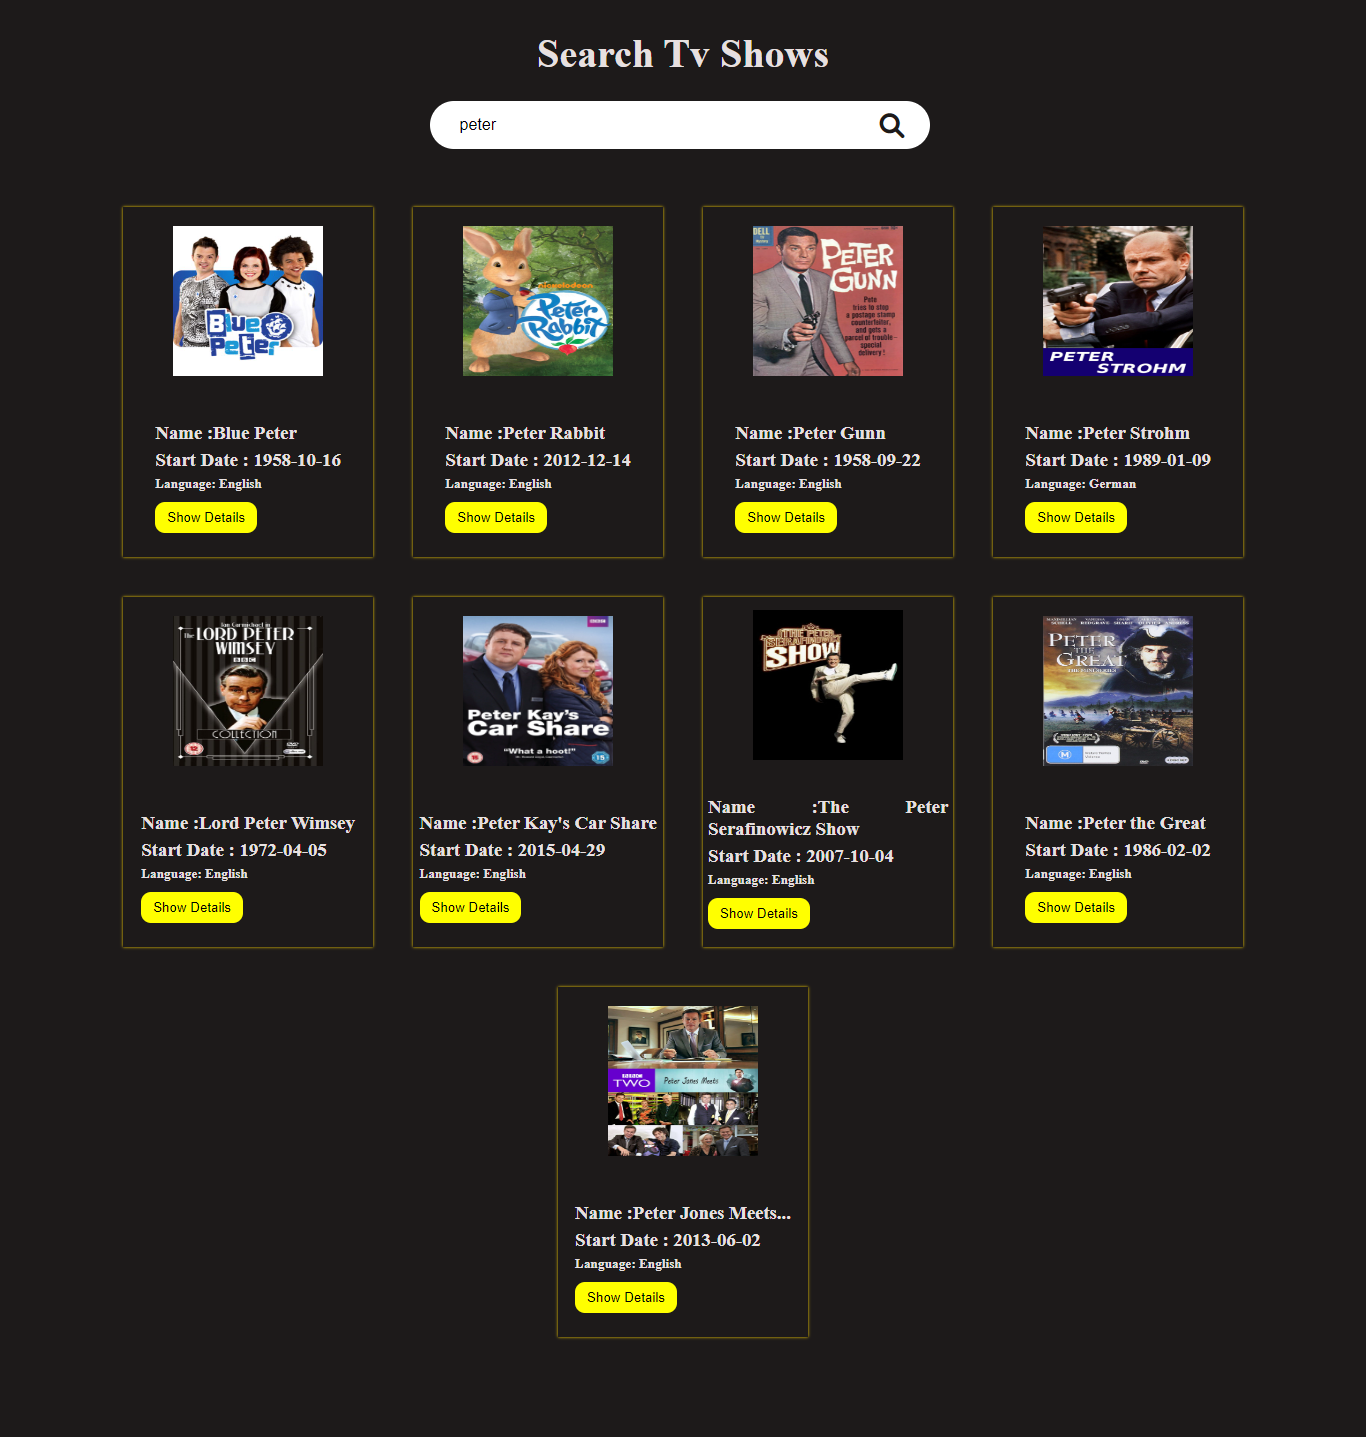 Search Tv Shows
peter
Blue
Peter
nickelodeon
Peter
Rabbit
DELL
PETER
GUNN
Pete
tries to stop
a postage stamp
counterfeiter,
and gets a
parcel of trouble—
special
delivery!
PETER
STROHM
Name :Blue Peter
Start Date : 1958-10-16
Language: English
Show Details
Name :Peter Rabbit
Start Date : 2012-12-14
Language: English
Show Details
Name :Peter Gunn
Start Date : 1958-09-22
Language: English
Show Details
Name :Peter Strohm
Start Date : 1989-01-09
Language: German
Show Details
Ian Carmichael in
The LORD PETER
WIMSEY
BBC
COLLECTION
12
BBC
Peter Kay's
Car Share
"What a hoot!"
15
THE PETER
SERAFINOWICZ
SHOW
PETER
THE
GREAT
M
Name :Lord Peter Wimsey
Start Date : 1972-04-05
Language: English
Show Details
Name :Peter Kay's Car Share
Start Date : 2015-04-29
Language: English
Show Details
Name :The Peter
Serafinowicz Show
Start Date : 2007-10-04
Language: English
Show Details
Name :Peter the Great
Start Date : 1986-02-02
Language: English
Show Details
BBC
TWO
Peter Jones Meets
Name :Peter Jones Meets...
Start Date : 2013-06-02
Language: English
Show Details